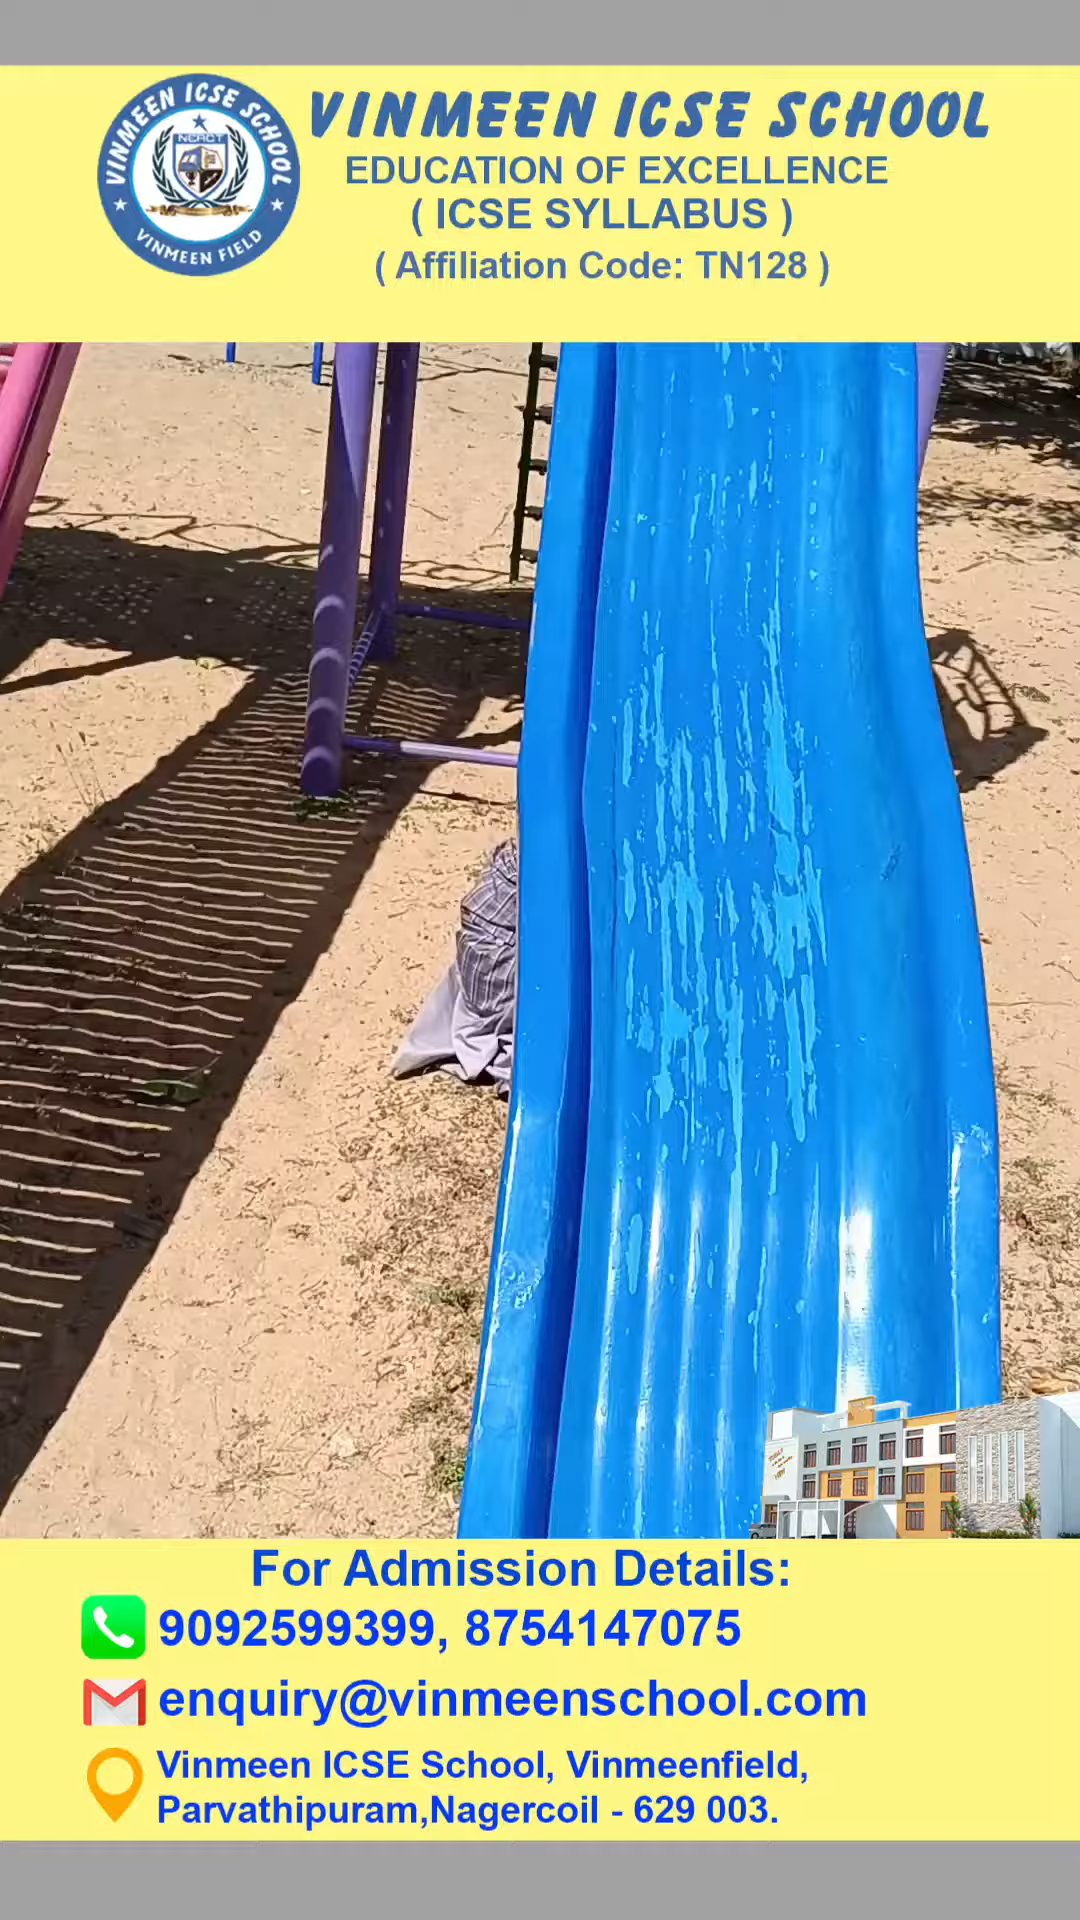 VINMEEN ICSE SCHOOL
NERCT
VINMEEN FIELD
VINMEEN ICSE SCHOOL
EDUCATION OF EXCELLENCE
( ICSE SYLLABUS )
( Affiliation Code: TN128 )
For Admission Details:
9092599399, 8754147075
enquiry@vinmeenschool.com
Vinmeen ICSE School, Vinmeenfield,
Parvathipuram,Nagercoil - 629 003.